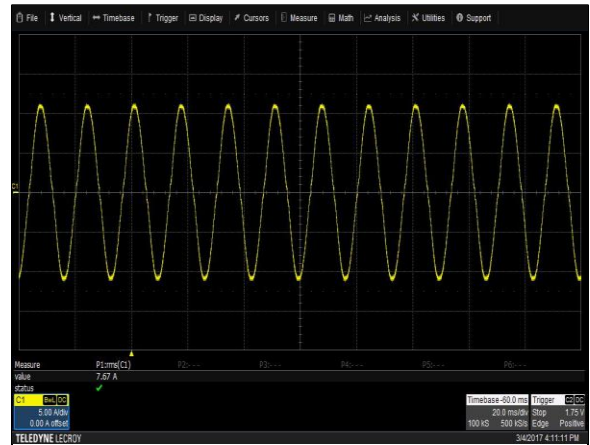 File Vertical Timebase Trigger Display Cursors Measure Math Analysis Utilities Support
C1
Measure P1:rms(C1) P2:--- P3:--- P4:--- P5:--- P6:---
value 7.67 A
status
C1 BwL DC
5.00 A/div
0.00 A offset
Timebase -60.0 ms
20.0 ms/div
100 kS 500 kS/s
Trigger C2 DC
Stop 1.75 V
Edge Positive
TELEDYNE LECROY
3/4/2017 4:11:11 PM